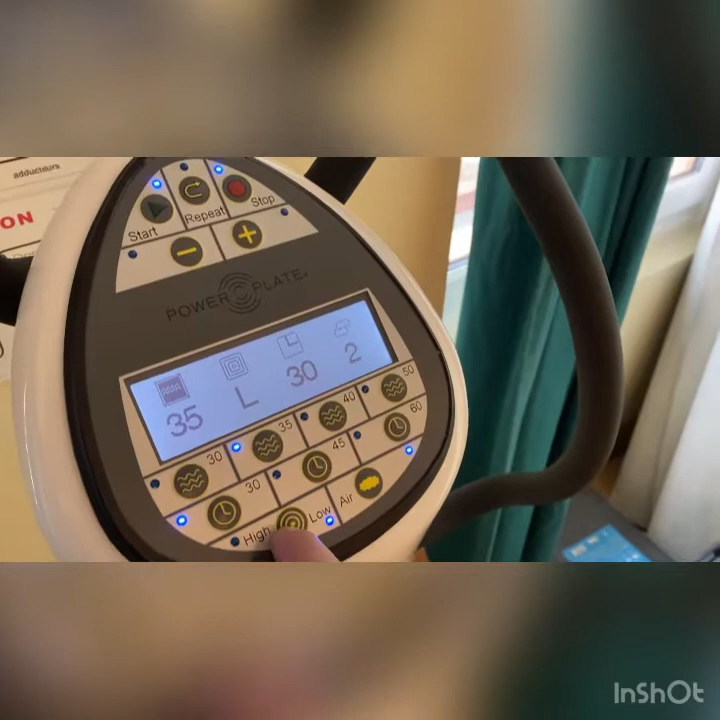 adducteurs
ON
Start
Repeat
Stop
POWER PLATE
35 L 30 2
30 35 40 50
30 45 60
High Low Air
InShOt